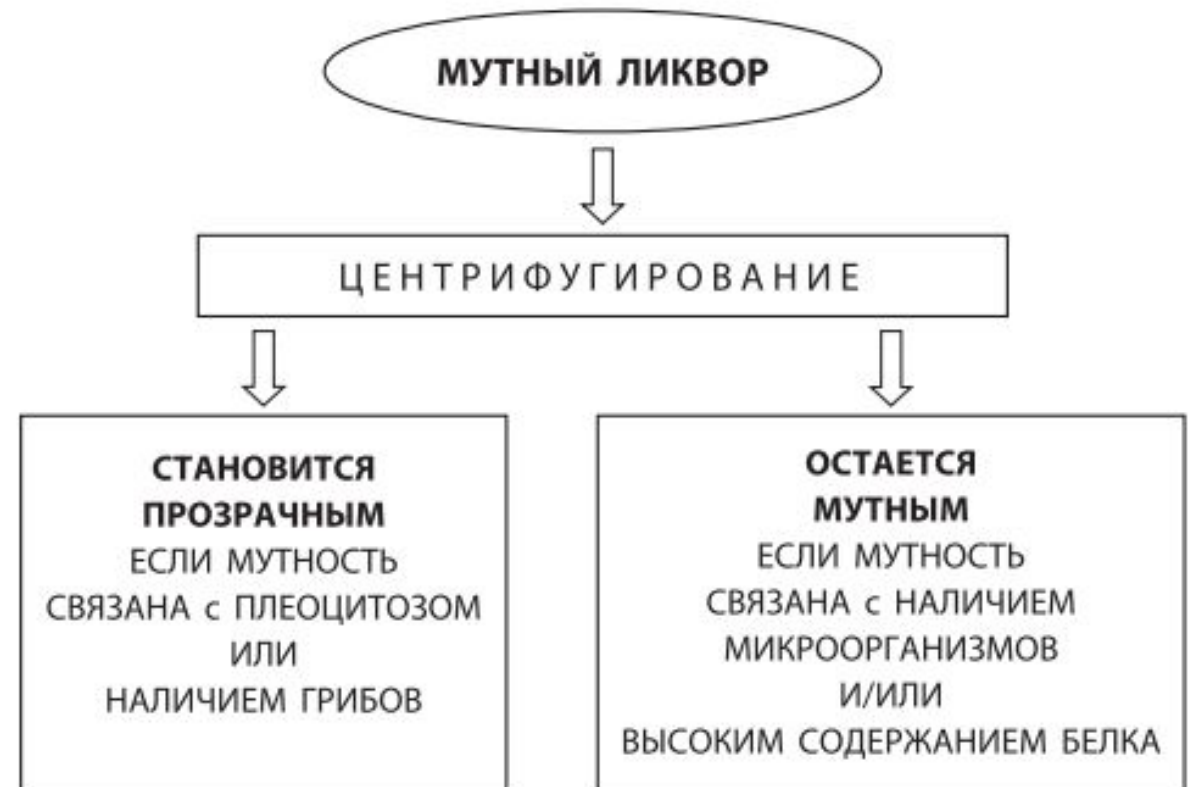 МУТНЫЙ ЛИКВОР
ЦЕНТРИФУГИРОВАНИЕ
СТАНОВИТСЯ
ПРОЗРАЧНЫМ
ЕСЛИ МУТНОСТЬ
СВЯЗАНА с ПЛЕОЦИТОЗОМ
ИЛИ
НАЛИЧИЕМ ГРИБОВ
ОСТАЕТСЯ
МУТНЫМ
ЕСЛИ МУТНОСТЬ
СВЯЗАНА с НАЛИЧИЕМ
МИКРООРГАНИЗМОВ
И/ИЛИ
ВЫСОКИМ СОДЕРЖАНИЕМ БЕЛКА